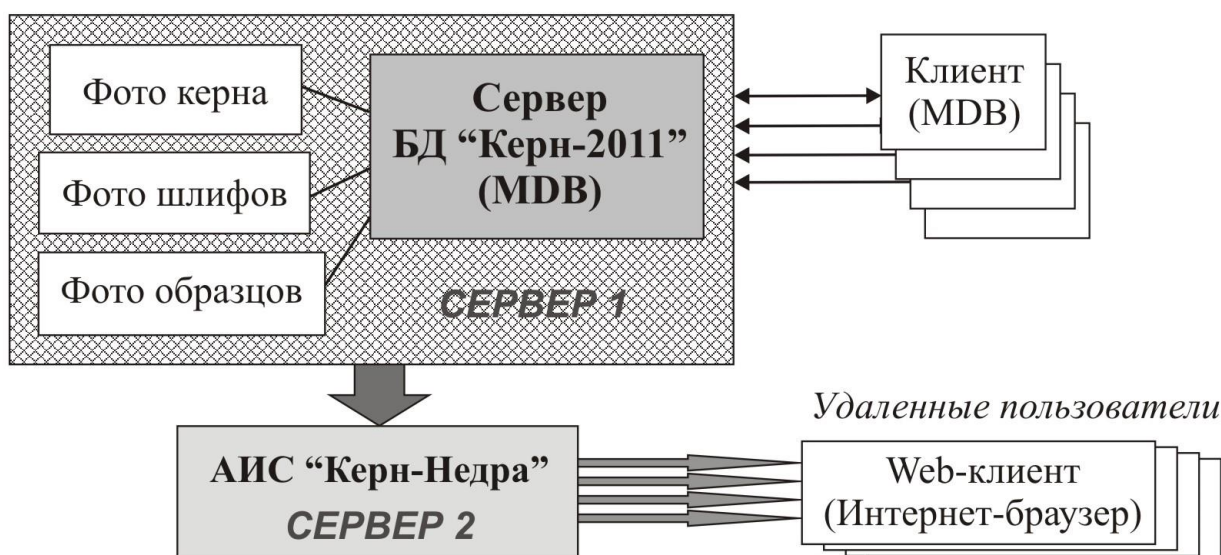 Фото керна
Фото шлифов
Фото образцов
Сервер
БД “Керн-2011”
(MDB)
СЕРВЕР 1
Клиент
(MDB)
АИС “Керн-Недра”
СЕРВЕР 2
Удаленные пользователи
Web-клиент
(Интернет-браузер)